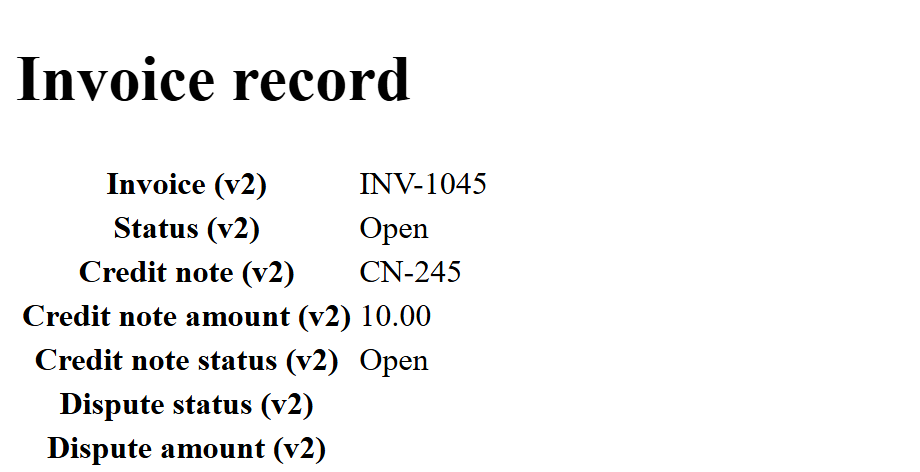 Invoice record
Invoice (v2) INV-1045
Status (v2) Open
Credit note (v2) CN-245
Credit note amount (v2) 10.00
Credit note status (v2) Open
Dispute status (v2)
Dispute amount (v2)